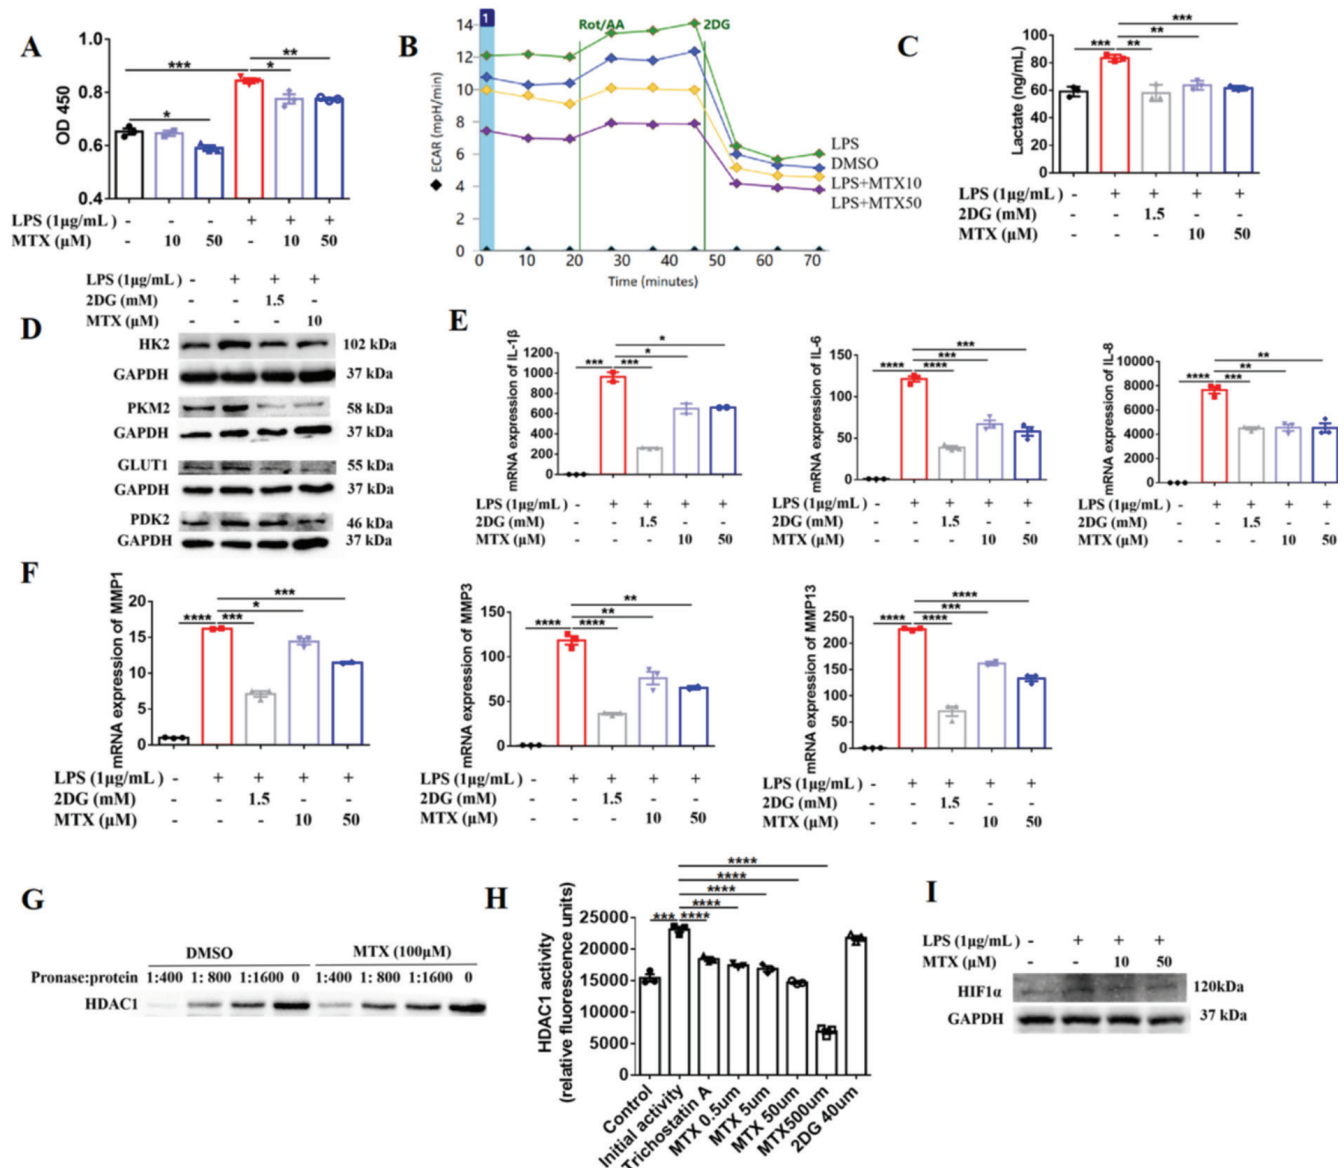 A
OD 450
1.0
0.8
0.6
0.4
*** ** * *
LPS (1μg/mL ) - - - + + +
MTX (μM) - 10 50 - 10 50
B
1
Rot/AA
2DG
ECAR (mpH/min)
14
12
10
8
6
4
2
0
0 10 20 30 40 50 60 70
Time (minutes)
LPS
DMSO
LPS+MTX10
LPS+MTX50
C
Lactate (ng/mL)
100
80
60
40
20
0
***
**
*** **
LPS (1μg/mL ) - + + + +
2DG (mM) - - 1.5 - -
MTX (μM) - - - 10 50
D
LPS (1μg/mL ) - + + +
2DG (mM) - - 1.5 -
MTX (μM) - - - 10
HK2 102 kDa
GAPDH 37 kDa
PKM2 58 kDa
GAPDH 37 kDa
GLUT1 55 kDa
GAPDH 37 kDa
PDK2 46 kDa
GAPDH 37 kDa
E
mRNA expression of IL-1β
1200
1000
800
600
400
200
0
*
*
*** ***
LPS (1μg/mL ) - + + + +
2DG (mM) - - 1.5 - -
MTX (μM) - - - 10 50
mRNA expression of IL-6
150
100
50
0
***
***
**** ****
LPS (1μg/mL ) - + + + +
2DG (mM) - - 1.5 - -
MTX (μM) - - - 10 50
mRNA expression of IL-8
10000
8000
6000
4000
2000
0
**
**
**** ***
LPS (1μg/mL ) - + + + +
2DG (mM) - - 1.5 - -
MTX (μM) - - - 10 50
F
mRNA expression of MMP1
20
15
10
5
0
***
*
**** ***
LPS (1μg/mL ) - + + + +
2DG (mM) - - 1.5 - -
MTX (μM) - - - 10 50
mRNA expression of MMP3
150
100
50
0
**
**
**** ****
LPS (1μg/mL ) - + + + +
2DG (mM) - - 1.5 - -
MTX (μM) - - - 10 50
mRNA expression of MMP13
250
200
150
100
50
0
****
***
**** ****
LPS (1μg/mL ) - + + + +
2DG (mM) - - 1.5 - -
MTX (μM) - - - 10 50
G
DMSO MTX (100μM)
Pronase:protein 1:400 1: 800 1:1600 0 1:400 1: 800 1:1600 0
HDAC1
H
HDAC1 activity
(relative fluorescence units)
25000
20000
15000
10000
5000
0
****
****
****
****
*** ****
Control
Initial activity
Trichostatin A
MTX 0.5um
MTX 5um
MTX 50um
MTX500um
2DG 40um
I
LPS (1μg/mL ) - + + +
MTX (μM) - - 10 50
HIF1α 120kDa
GAPDH 37 kDa